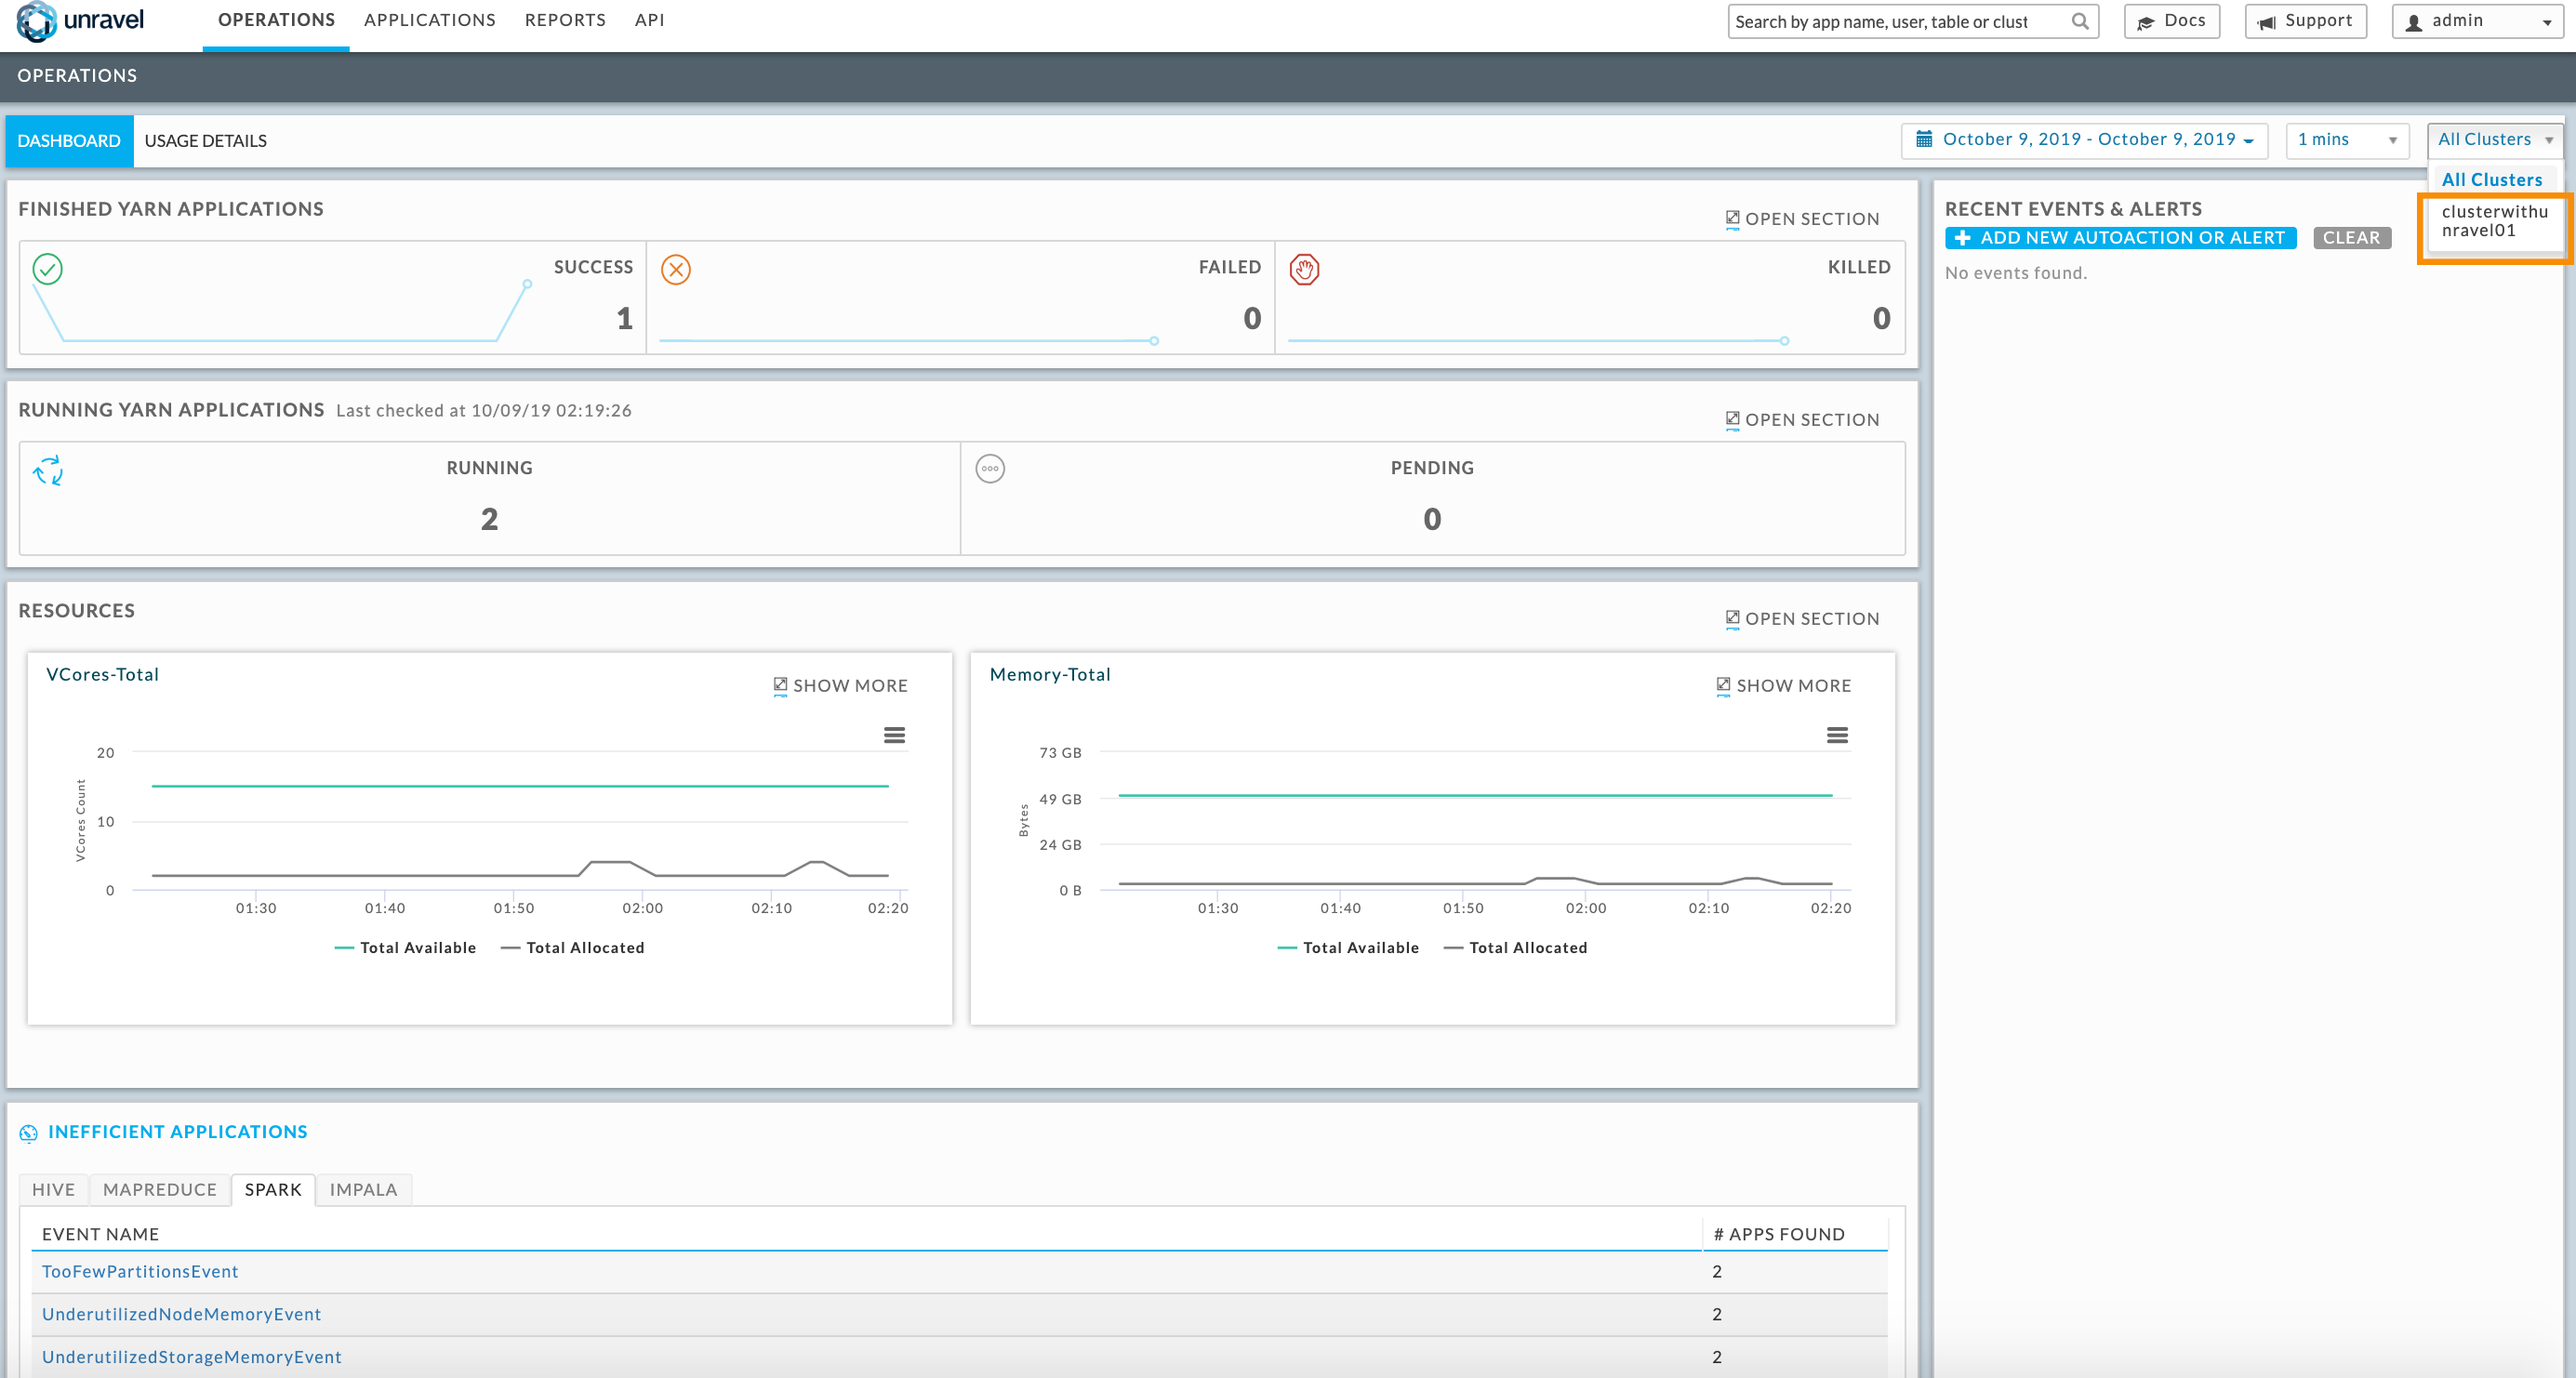 unravel
OPERATIONS APPLICATIONS REPORTS API
Search by app name, user, table or clust
Docs
Support
admin
OPERATIONS
DASHBOARD USAGE DETAILS
October 9, 2019 - October 9, 2019
1 mins
All Clusters
All Clusters
clusterwithu
nravel01
FINISHED YARN APPLICATIONS
OPEN SECTION
SUCCESS
1
FAILED
0
KILLED
0
RECENT EVENTS & ALERTS
ADD NEW AUTOACTION OR ALERT CLEAR
No events found.
RUNNING YARN APPLICATIONS Last checked at 10/09/19 02:19:26
OPEN SECTION
RUNNING
2
PENDING
0
RESOURCES
OPEN SECTION
VCores-Total
SHOW MORE
VCores Count
20
10
0
01:30 01:40 01:50 02:00 02:10 02:20
Total Available Total Allocated
Memory-Total
SHOW MORE
Bytes
73 GB
49 GB
24 GB
0 B
01:30 01:40 01:50 02:00 02:10 02:20
Total Available Total Allocated
INEFFICIENT APPLICATIONS
HIVE MAPREDUCE SPARK IMPALA
EVENT NAME # APPS FOUND
TooFewPartitionsEvent 2
UnderutilizedNodeMemoryEvent 2
UnderutilizedStorageMemoryEvent 2